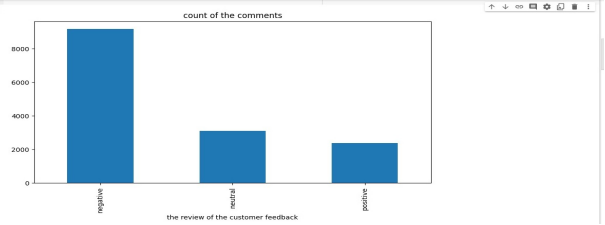 count of the comments
8000
6000
4000
2000
0
negative
neutral
positive
the review of the customer feedback